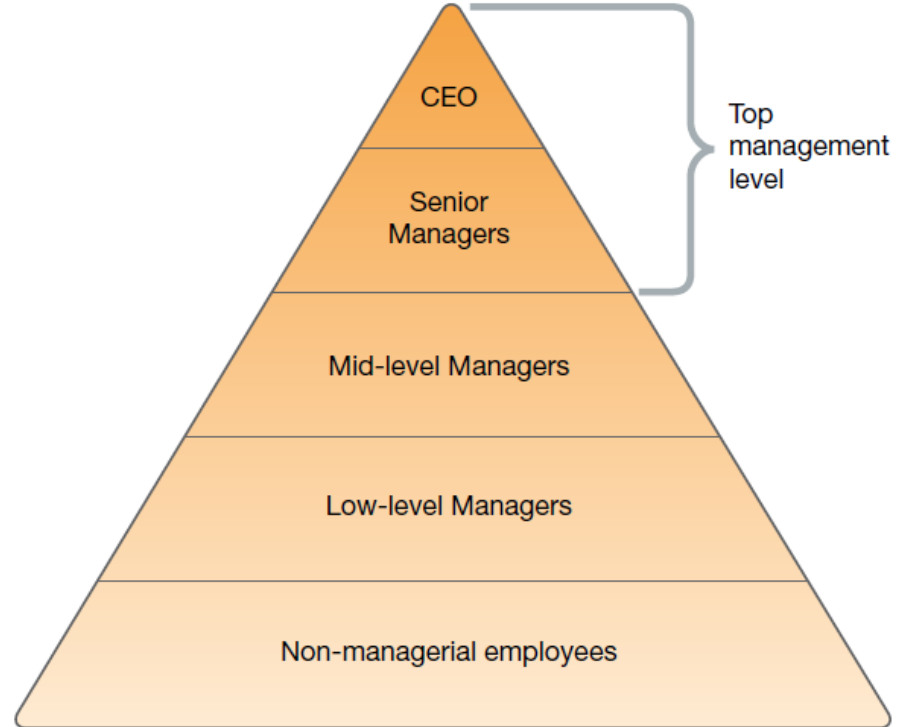 CEO
Top
management
level
Senior
Managers
Mid-level Managers
Low-level Managers
Non-managerial employees